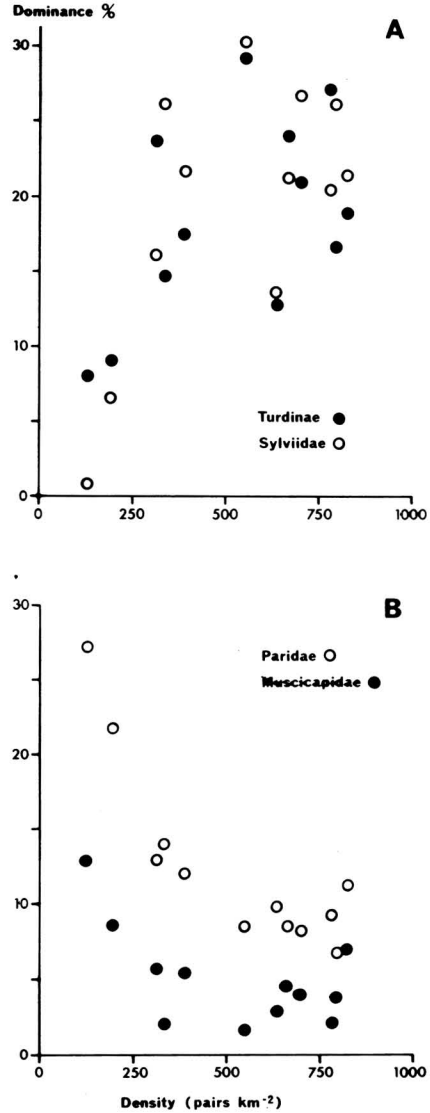 Dominance %
A
30
20
10
0
Turdinae
Sylviidae
0 250 500 750 1000
B
30
Paridae
Muscicapidae
20
10
0
0 250 500 750 1000
Density (pairs km⁻²)